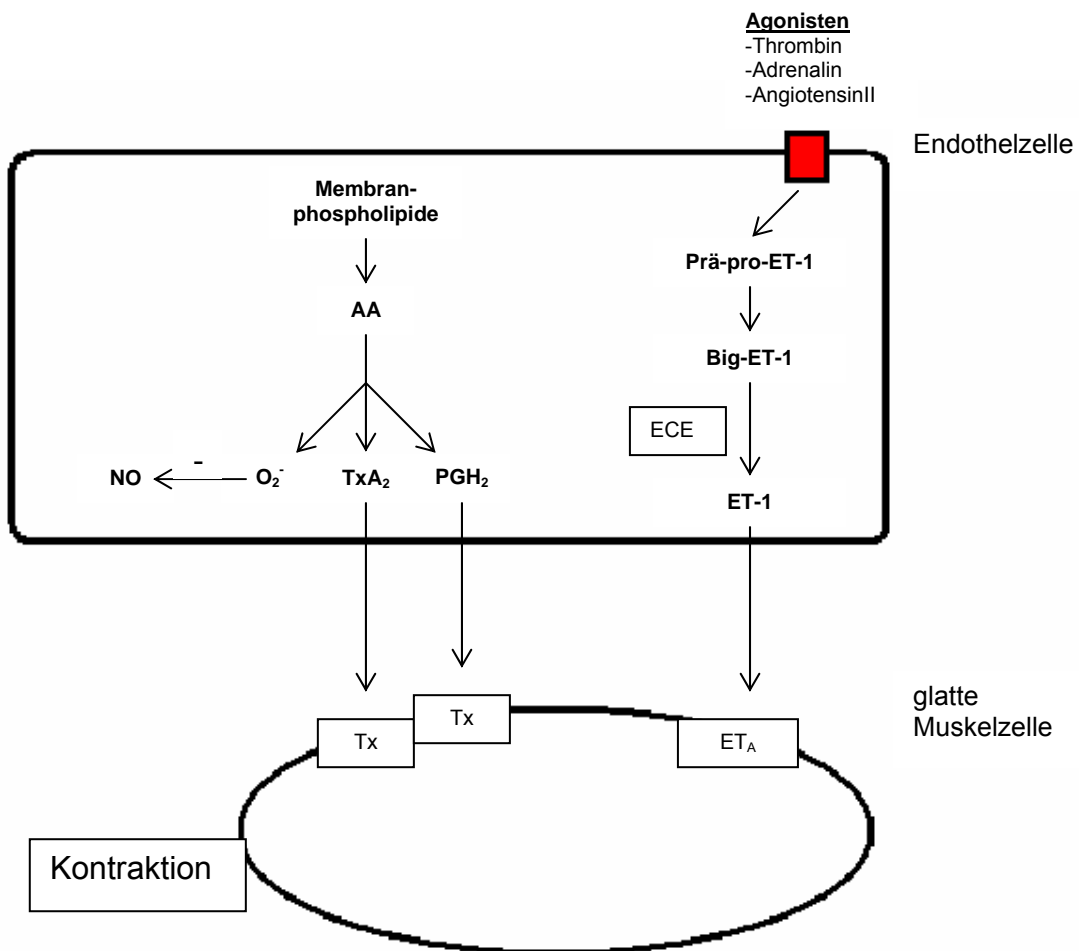 Agonisten
-Thrombin
-Adrenalin
-AngiotensinII
Endothelzelle
Membran-
phospholipide
Prä-pro-ET-1
AA
Big-ET-1
ECE
-
NO
O₂⁻
TxA₂
PGH₂
ET-1
glatte
Muskelzelle
Tx
Tx
ET_A
Kontraktion